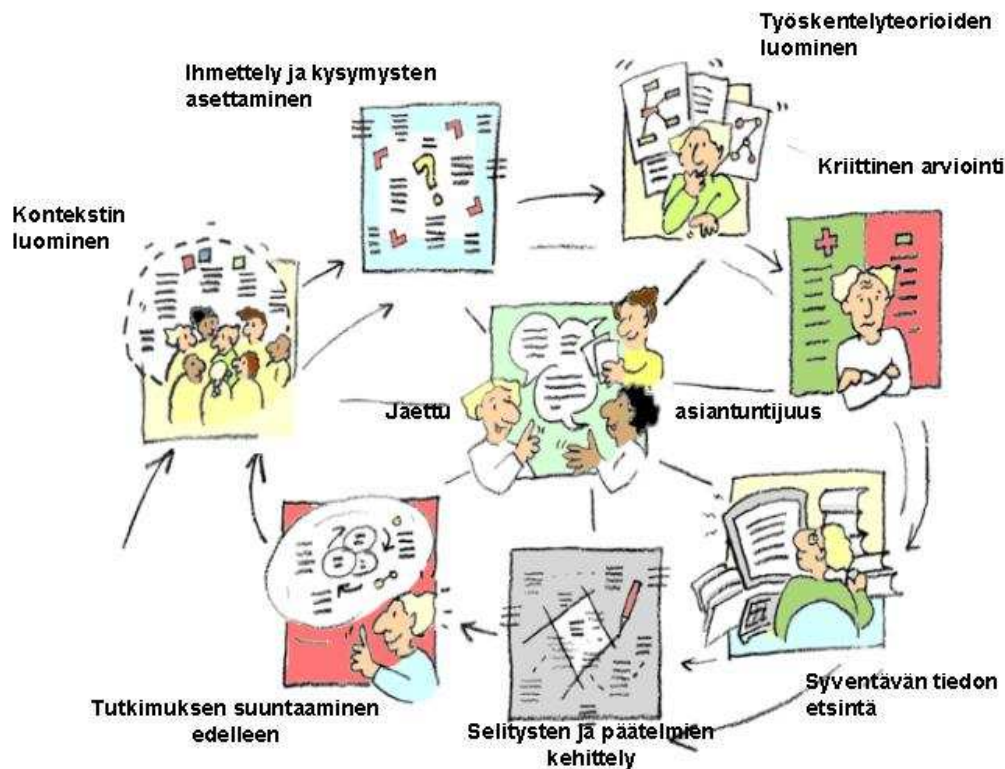 Työskentelyteorioiden
luominen
Ihmettely ja kysymysten
asettaminen
Kriittinen arviointi
Kontekstin
luominen
?
Jaettu
asiantuntijuus
Syventävän tiedon
etsintä
Tutkimuksen suuntaaminen
edelleen
Selitysten ja päätelmien
kehittely